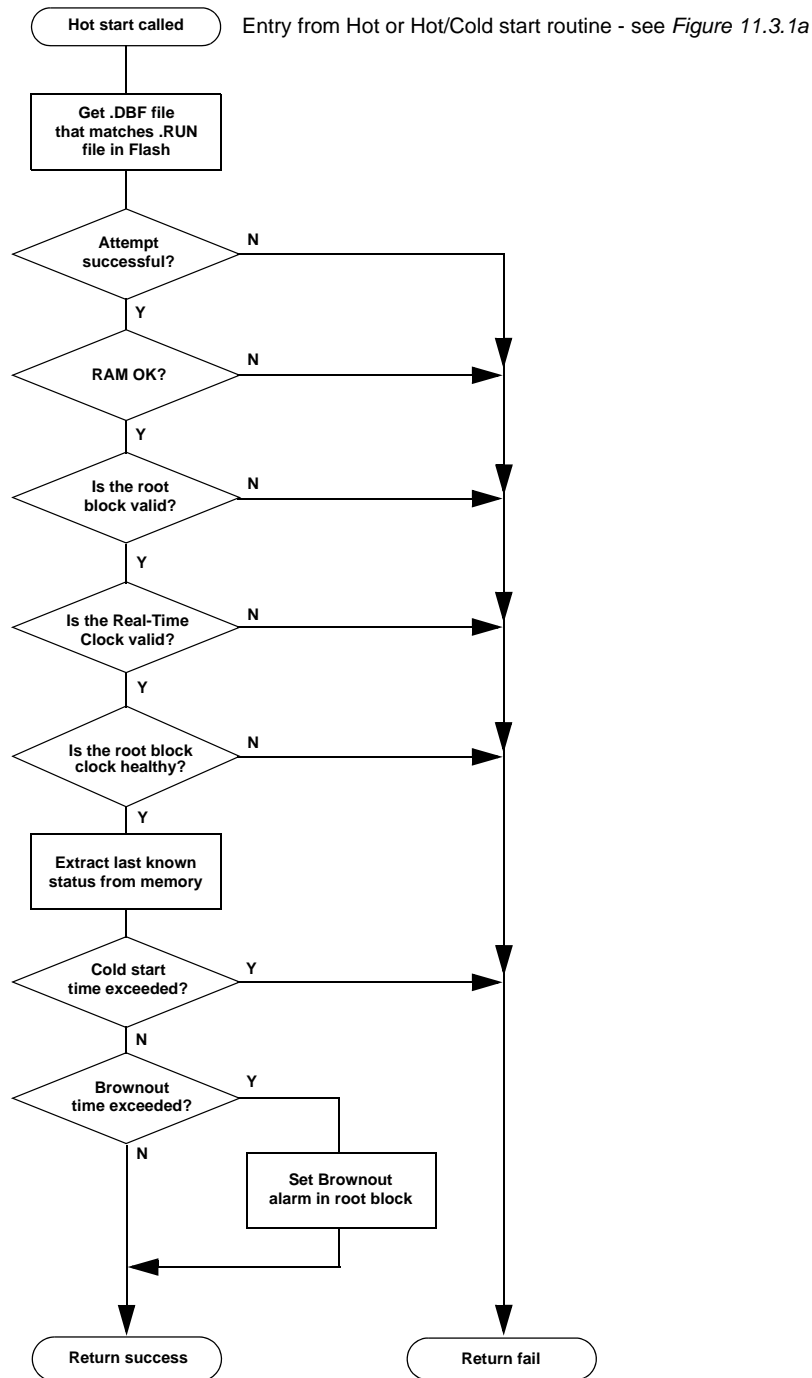 Hot start called
Entry from Hot or Hot/Cold start routine - see Figure 11.3.1a
Get .DBF file
that matches .RUN
file in Flash
Attempt
successful?
N
Y
RAM OK?
N
Y
Is the root
block valid?
N
Y
Is the Real-Time
Clock valid?
N
Y
Is the root block
clock healthy?
N
Y
Extract last known
status from memory
Cold start
time exceeded?
Y
N
Brownout
time exceeded?
Y
N
Set Brownout
alarm in root block
Return success
Return fail